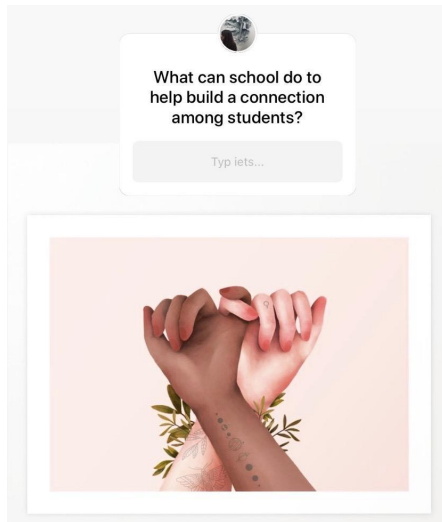 What can school do to
help build a connection
among students?
Typ iets...